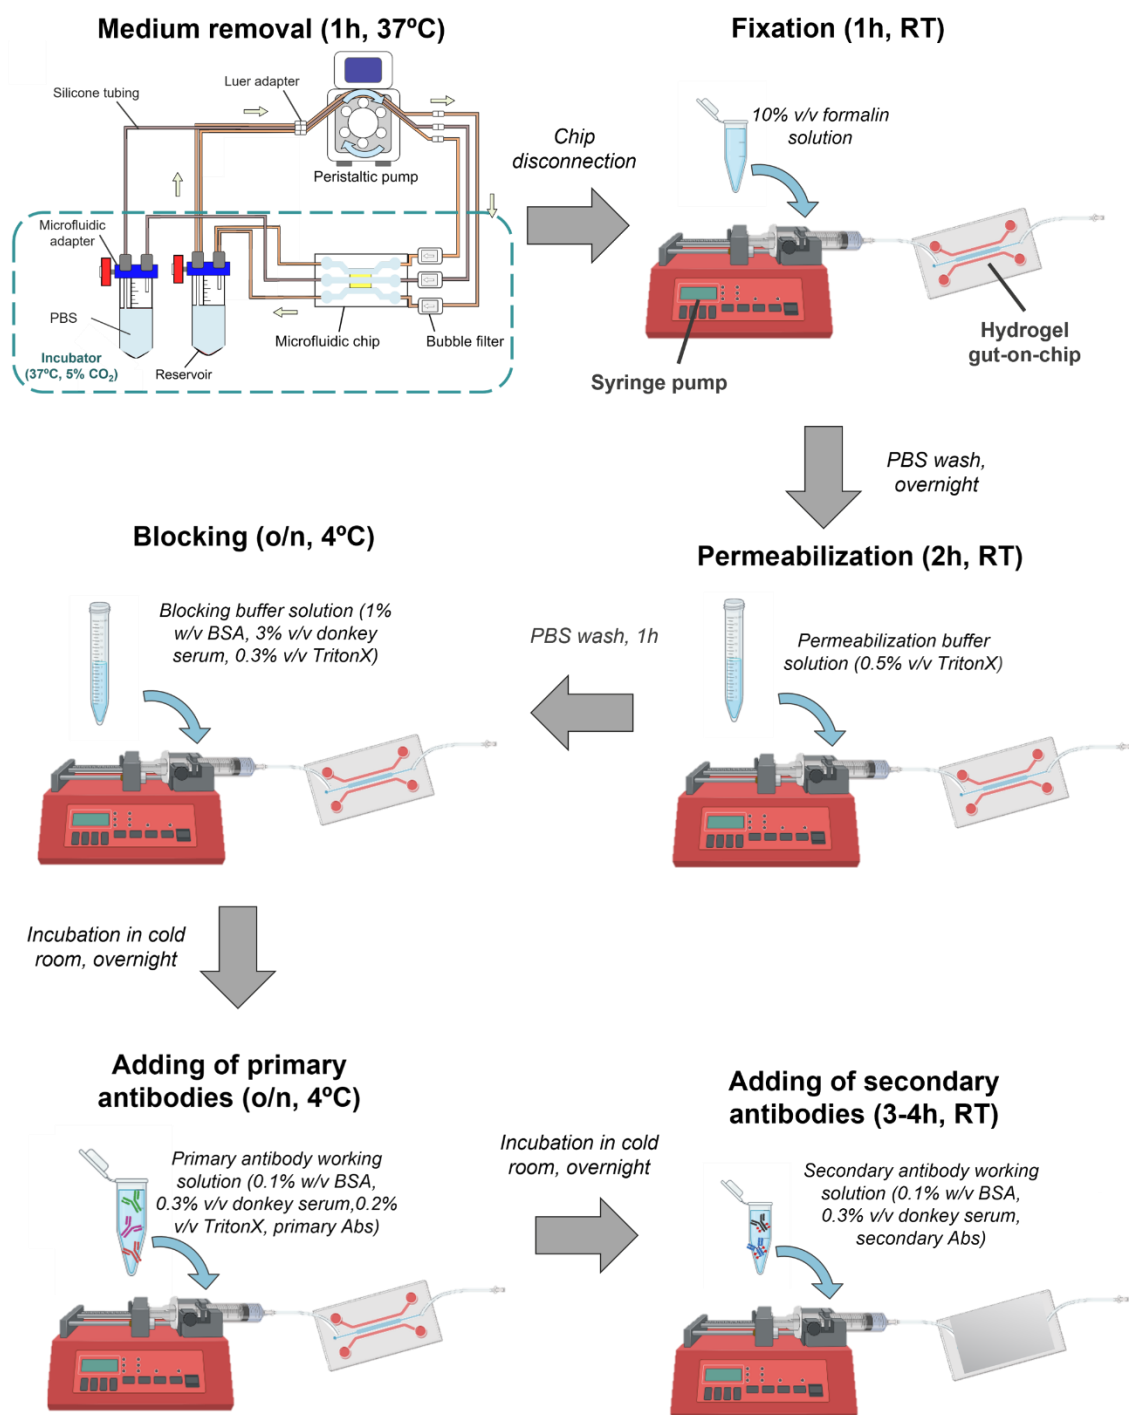 Medium removal (1h, 37ºC)
Luer adapter
Silicone tubing
Peristaltic pump
Microfluidic
adapter
PBS
Incubator
(37ºC, 5% CO₂)
Reservoir
Microfluidic chip
Bubble filter
Chip
disconnection
Fixation (1h, RT)
10% v/v formalin
solution
Syringe pump
Hydrogel
gut-on-chip
PBS wash,
overnight
Permeabilization (2h, RT)
Permeabilization buffer
solution (0.5% v/v TritonX)
PBS wash, 1h
Blocking (o/n, 4ºC)
Blocking buffer solution (1%
w/v BSA, 3% v/v donkey
serum, 0.3% v/v TritonX)
Incubation in cold
room, overnight
Adding of primary
antibodies (o/n, 4ºC)
Primary antibody working
solution (0.1% w/v BSA,
0.3% v/v donkey serum,0.2%
v/v TritonX, primary Abs)
Incubation in cold
room, overnight
Adding of secondary
antibodies (3-4h, RT)
Secondary antibody working
solution (0.1% w/v BSA,
0.3% v/v donkey serum,
secondary Abs)